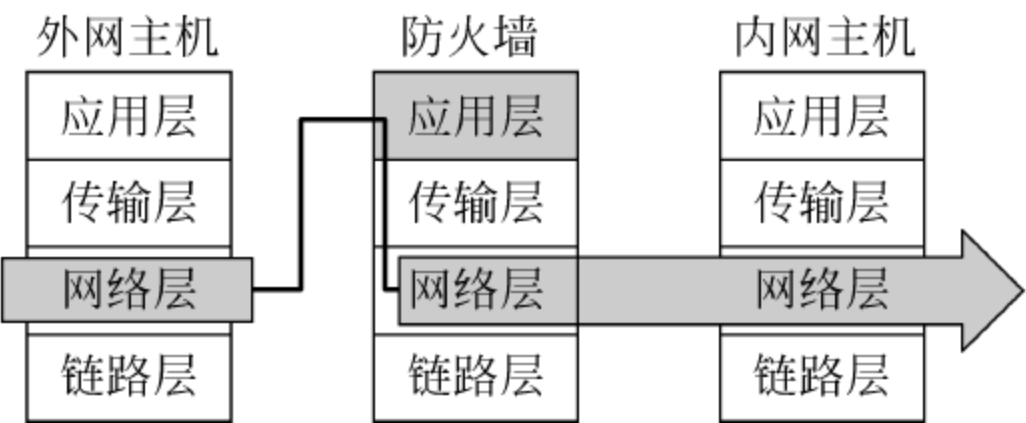 外网主机 防火墙 内网主机
应用层 应用层 应用层
传输层 传输层 传输层
网络层 网络层 网络层
链路层 链路层 链路层